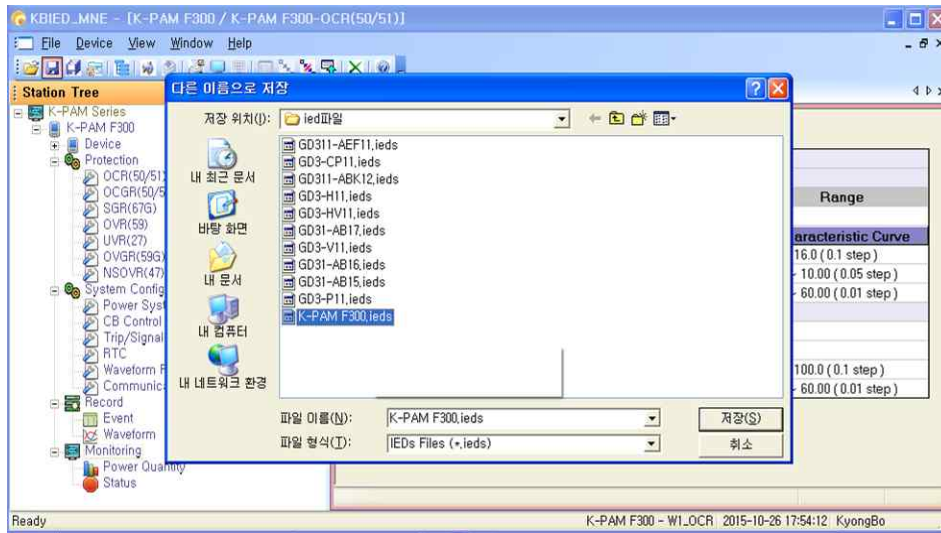 KBIED_MNE - [K-PAM F300 / K-PAM F300-OCR(50/51)]
File Device View Window Help
Station Tree
K-PAM Series
K-PAM F300
Device
Protection
OCR(50/51)
OCGR(50/5
SGR(67G)
OVR(59)
UVR(27)
OVGR(59G)
NSOVR(47)
System Config
Power Syst
CB Control
Trip/Signal
RTC
Waveform F
Communica
Record
Event
Waveform
Monitoring
Power Quantity
Status
다른 이름으로 저장
저장 위치(I):
ied파일
내 최근 문서
바탕 화면
내 문서
내 컴퓨터
내 네트워크 환경
GD311-AEF11.ieds
GD3-CP11.ieds
GD311-ABK12.ieds
GD3-H11.ieds
GD3-HV11.ieds
GD31-AB17.ieds
GD3-V11.ieds
GD31-AB16.ieds
GD31-AB15.ieds
GD3-P11.ieds
K-PAM F300.ieds
파일 이름(N):
K-PAM F300.ieds
저장(S)
파일 형식(T):
IEDs Files (*.ieds)
취소
Range
aracteristic Curve
16.0 ( 0.1 step )
~ 10.00 ( 0.05 step )
~ 60.00 ( 0.01 step )
100.0 ( 0.1 step )
~ 60.00 ( 0.01 step )
Ready
K-PAM F300 - W1_OCR
2015-10-26 17:54:12
KyongBo